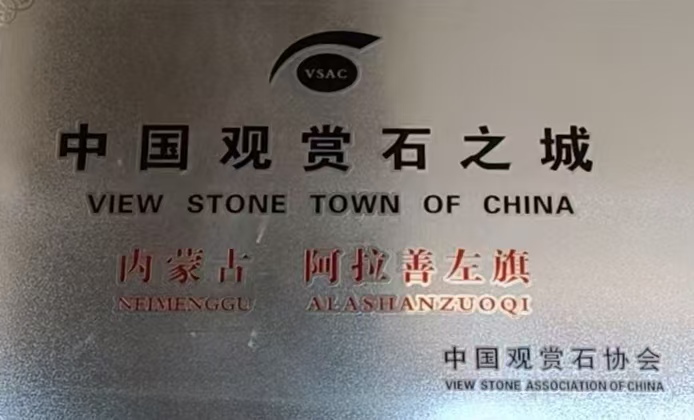 VSAC
中国观赏石之城
VIEW STONE TOWN OF CHINA
内蒙古 阿拉善左旗
NEIMENGGU ALASHANZUOQI
中国观赏石协会
VIEW STONE ASSOCIATION OF CHINA